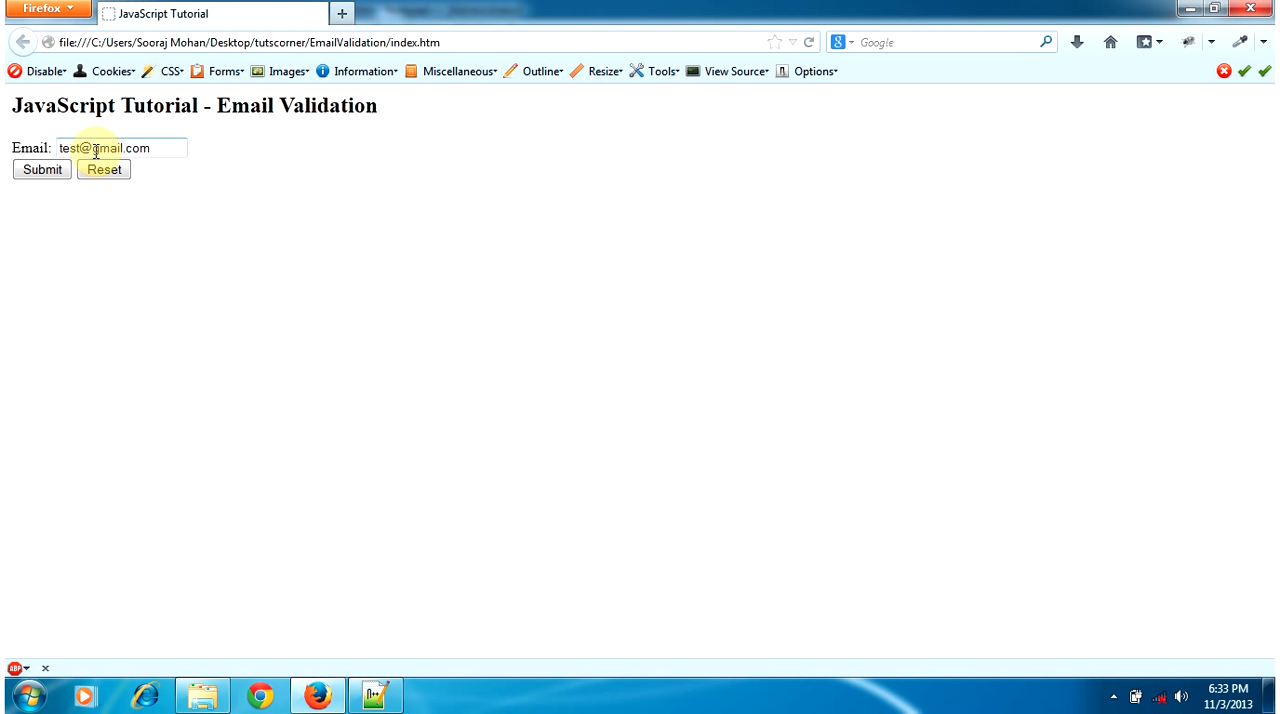 Firefox
JavaScript Tutorial
file:///C:/Users/Sooraj Mohan/Desktop/tutscorner/EmailValidation/index.htm
8 Google
Disable Cookies CSS Forms Images Information Miscellaneous Outline Resize Tools View Source Options
JavaScript Tutorial - Email Validation
Email: test@gmail.com
Submit Reset
ABP
6:33 PM
11/3/2013